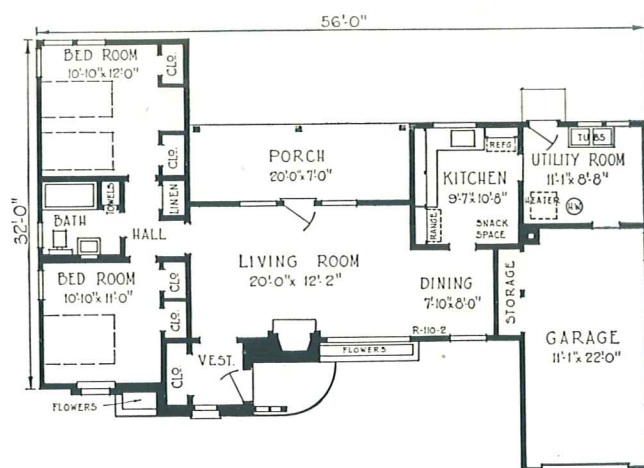 56'-0"
BED ROOM
10'-10" x 12'-0"
CLO.
CLO.
32'-0"
PORCH
20'-0" x 7'-0"
REFG
KITCHEN
9'-7" x 10'-8"
RANGE
SNACK
SPACE
TUBS
UTILITY ROOM
11'-1" x 8'-8"
HEATER
HW
TOWELS
LINEN
BATH
HALL
LIVING ROOM
20'-0" x 12'-2"
DINING
7'-10" x 8'-0"
STORAGE
BED ROOM
10'-10" x 11'-0"
CLO.
CLO.
R-110-2
GARAGE
11'-1" x 22'-0"
VEST.
CLO.
FLOWERS
FLOWERS